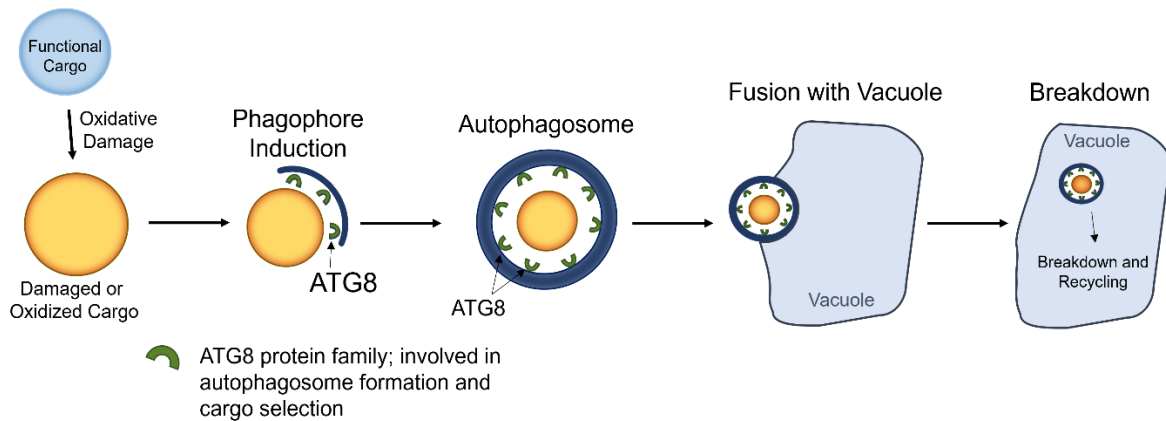 Functional
Cargo
Oxidative
Damage
Damaged or
Oxidized Cargo
Phagophore
Induction
ATG8
Autophagosome
ATG8
Fusion with Vacuole
Vacuole
Breakdown
Vacuole
Breakdown and
Recycling
ATG8 protein family; involved in
autophagosome formation and
cargo selection